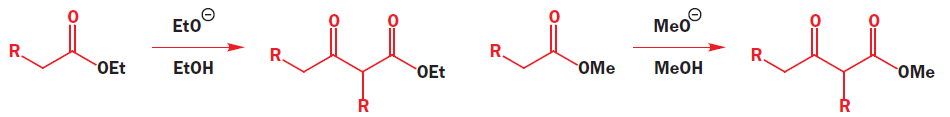 O EtO⊖ O O O MeO⊖ O O
R OEt EtOH R OEt R OMe MeOH R OMe
R R